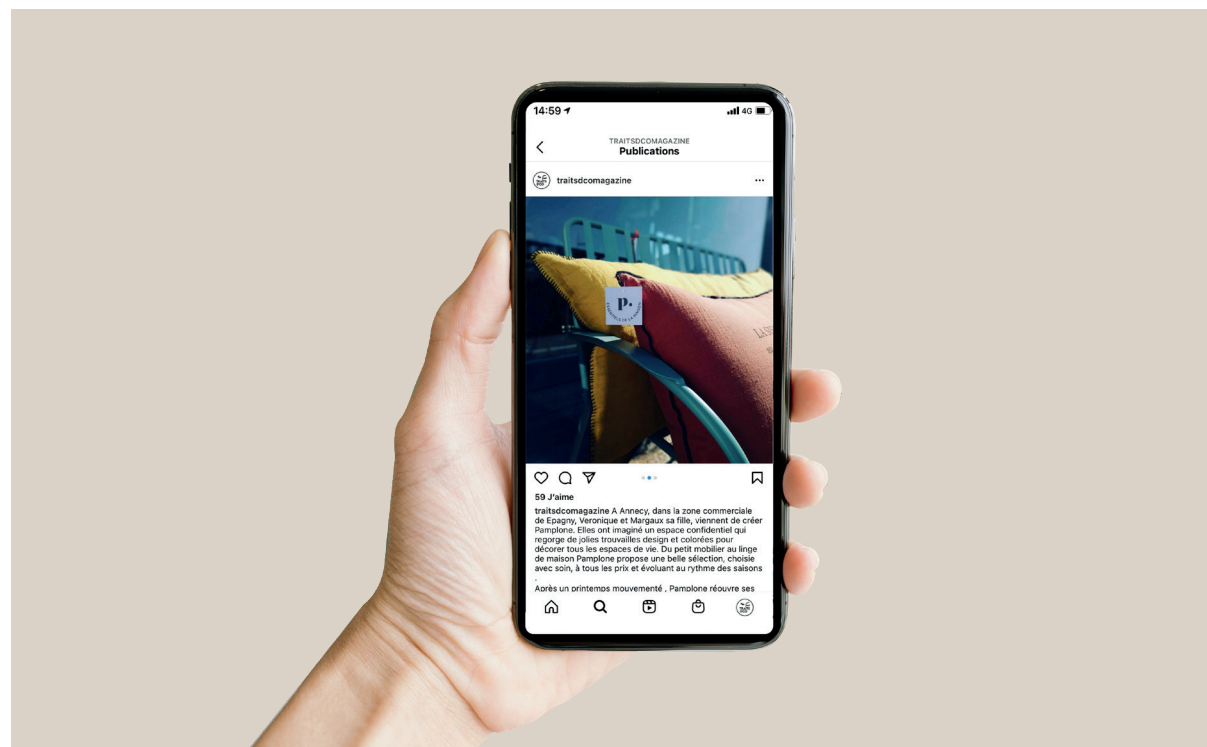 14:59
4G
TRAITSDCOMAGAZINE
Publications
traitsdcomagazine
P.
59 J'aime
traitsdcomagazine A Annecy, dans la zone commerciale
de Epagny, Veronique et Margaux sa fille, viennent de créer
Pamplone. Elles ont imaginé un espace confidentiel qui
regorge de jolies trouvailles design et colorées pour
décorer tous les espaces de vie. Du petit mobilier au linge
de maison Pamplone propose une belle sélection, choisie
avec soin, à tous les prix et évoluant au rythme des saisons
.
Après un printemps mouvementé , Pamplone réouvre ses